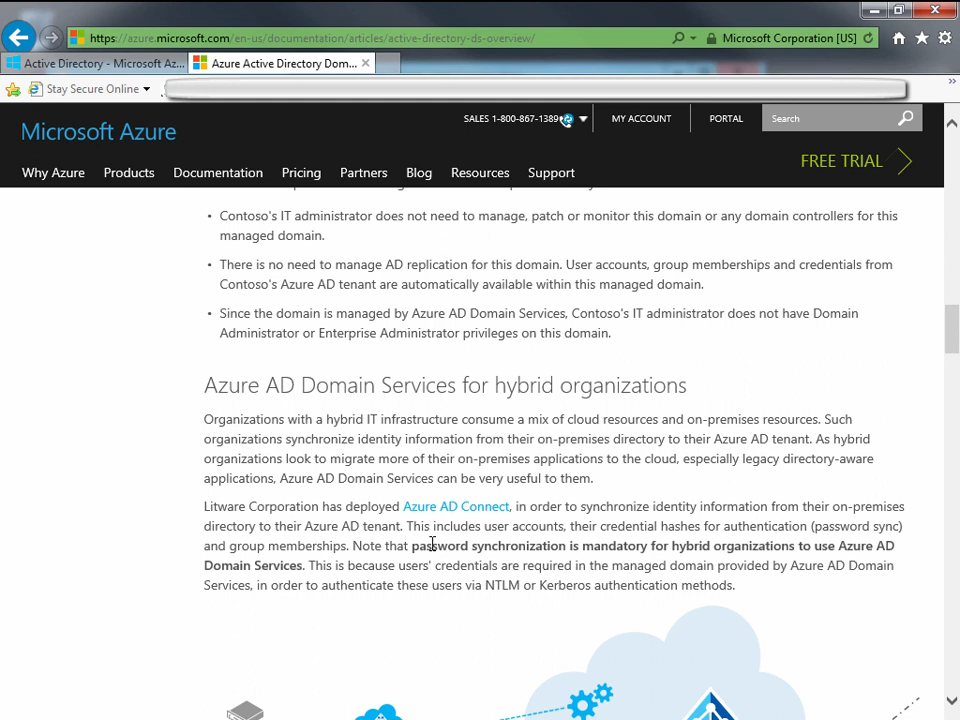 https://azure.microsoft.com/en-us/documentation/articles/active-directory-ds-overview/
Microsoft Corporation [US]
Active Directory - Microsoft Az...
Azure Active Directory Dom...
Stay Secure Online
Microsoft Azure
SALES 1-800-867-1389
MY ACCOUNT
PORTAL
Search
FREE TRIAL
Why Azure Products Documentation Pricing Partners Blog Resources Support
• Contoso's IT administrator does not need to manage, patch or monitor this domain or any domain controllers for this
managed domain.
• There is no need to manage AD replication for this domain. User accounts, group memberships and credentials from
Contoso's Azure AD tenant are automatically available within this managed domain.
• Since the domain is managed by Azure AD Domain Services, Contoso's IT administrator does not have Domain
Administrator or Enterprise Administrator privileges on this domain.
Azure AD Domain Services for hybrid organizations
Organizations with a hybrid IT infrastructure consume a mix of cloud resources and on-premises resources. Such
organizations synchronize identity information from their on-premises directory to their Azure AD tenant. As hybrid
organizations look to migrate more of their on-premises applications to the cloud, especially legacy directory-aware
applications, Azure AD Domain Services can be very useful to them.
Litware Corporation has deployed Azure AD Connect, in order to synchronize identity information from their on-premises
directory to their Azure AD tenant. This includes user accounts, their credential hashes for authentication (password sync)
and group memberships. Note that password synchronization is mandatory for hybrid organizations to use Azure AD
Domain Services. This is because users' credentials are required in the managed domain provided by Azure AD Domain
Services, in order to authenticate these users via NTLM or Kerberos authentication methods.